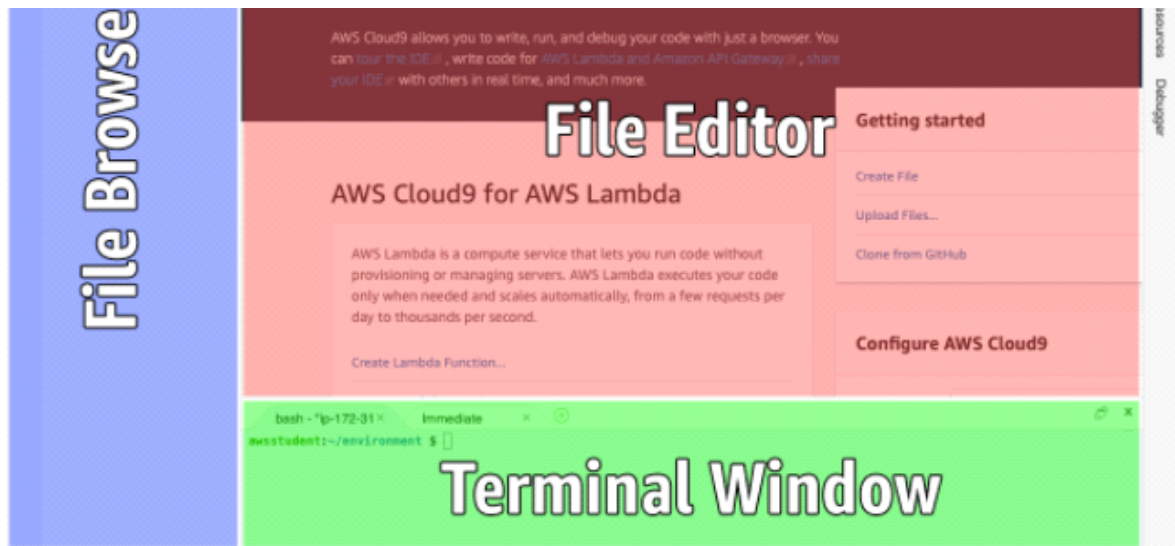 File Browse
AWS Cloud9 allows you to write, run, and debug your code with just a browser. You
can tour the IDE, write code for AWS Lambda and Amazon API Gateway, share
your IDE with others in real time, and much more.
File Editor
AWS Cloud9 for AWS Lambda
AWS Lambda is a compute service that lets you run code without
provisioning or managing servers. AWS Lambda executes your code
only when needed and scales automatically, from a few requests per
day to thousands per second.
Create Lambda Function...
Getting started
Create File
Upload Files...
Clone from GitHub
Configure AWS Cloud9
esources
Debugger
bash - "ip-172-31 ×
Immediate ×
awsstudent:~/environment $
Terminal Window